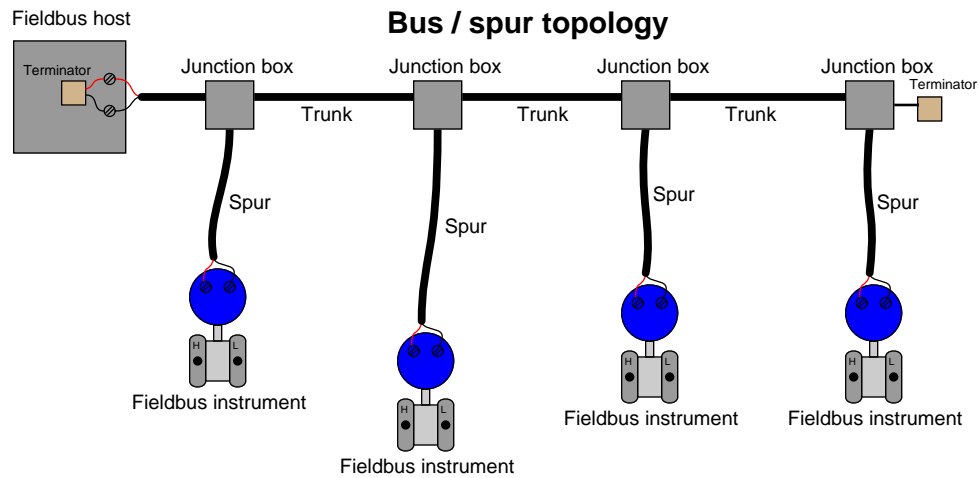 Bus / spur topology
Fieldbus host
Terminator
Junction box
Junction box
Junction box
Junction box
Terminator
Trunk
Trunk
Trunk
Spur
Spur
Spur
Spur
H
L
Fieldbus instrument
H
L
Fieldbus instrument
H
L
Fieldbus instrument
H
L
Fieldbus instrument